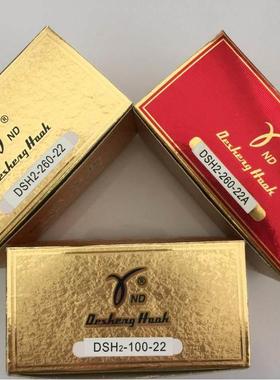 ®
ND
Desheng Hook
DSH2-260-22
®
ND
Desheng Hook
DSH2-260-22A
®
ND
Desheng Hook
DSH2-100-22